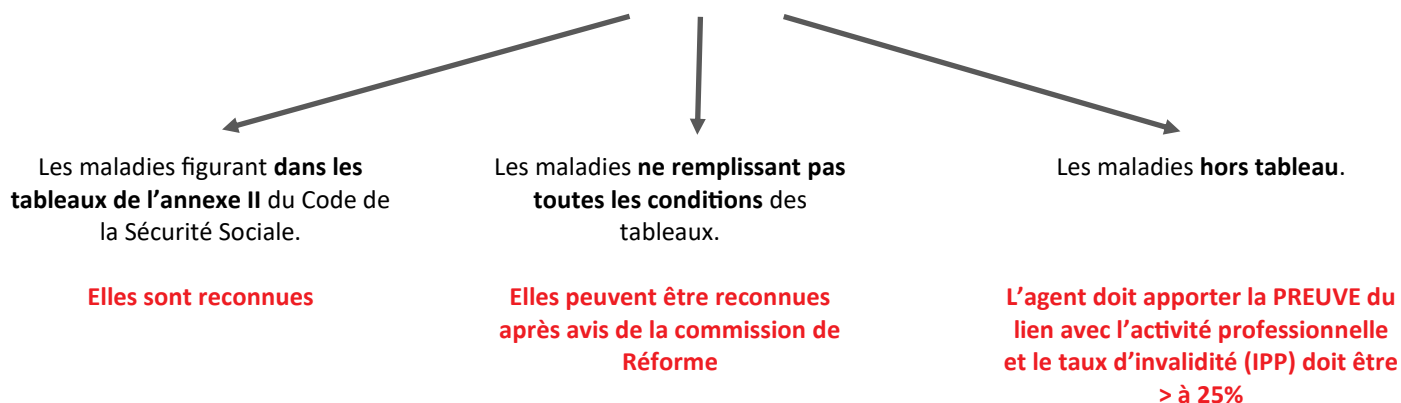 Les maladies figurant dans les
tableaux de l’annexe II du Code de
la Sécurité Sociale.
Elles sont reconnues
Les maladies ne remplissant pas
toutes les conditions des
tableaux.
Elles peuvent être reconnues
après avis de la commission de
Réforme
Les maladies hors tableau.
L’agent doit apporter la PREUVE du
lien avec l’activité professionnelle
et le taux d’invalidité (IPP) doit être
> à 25%